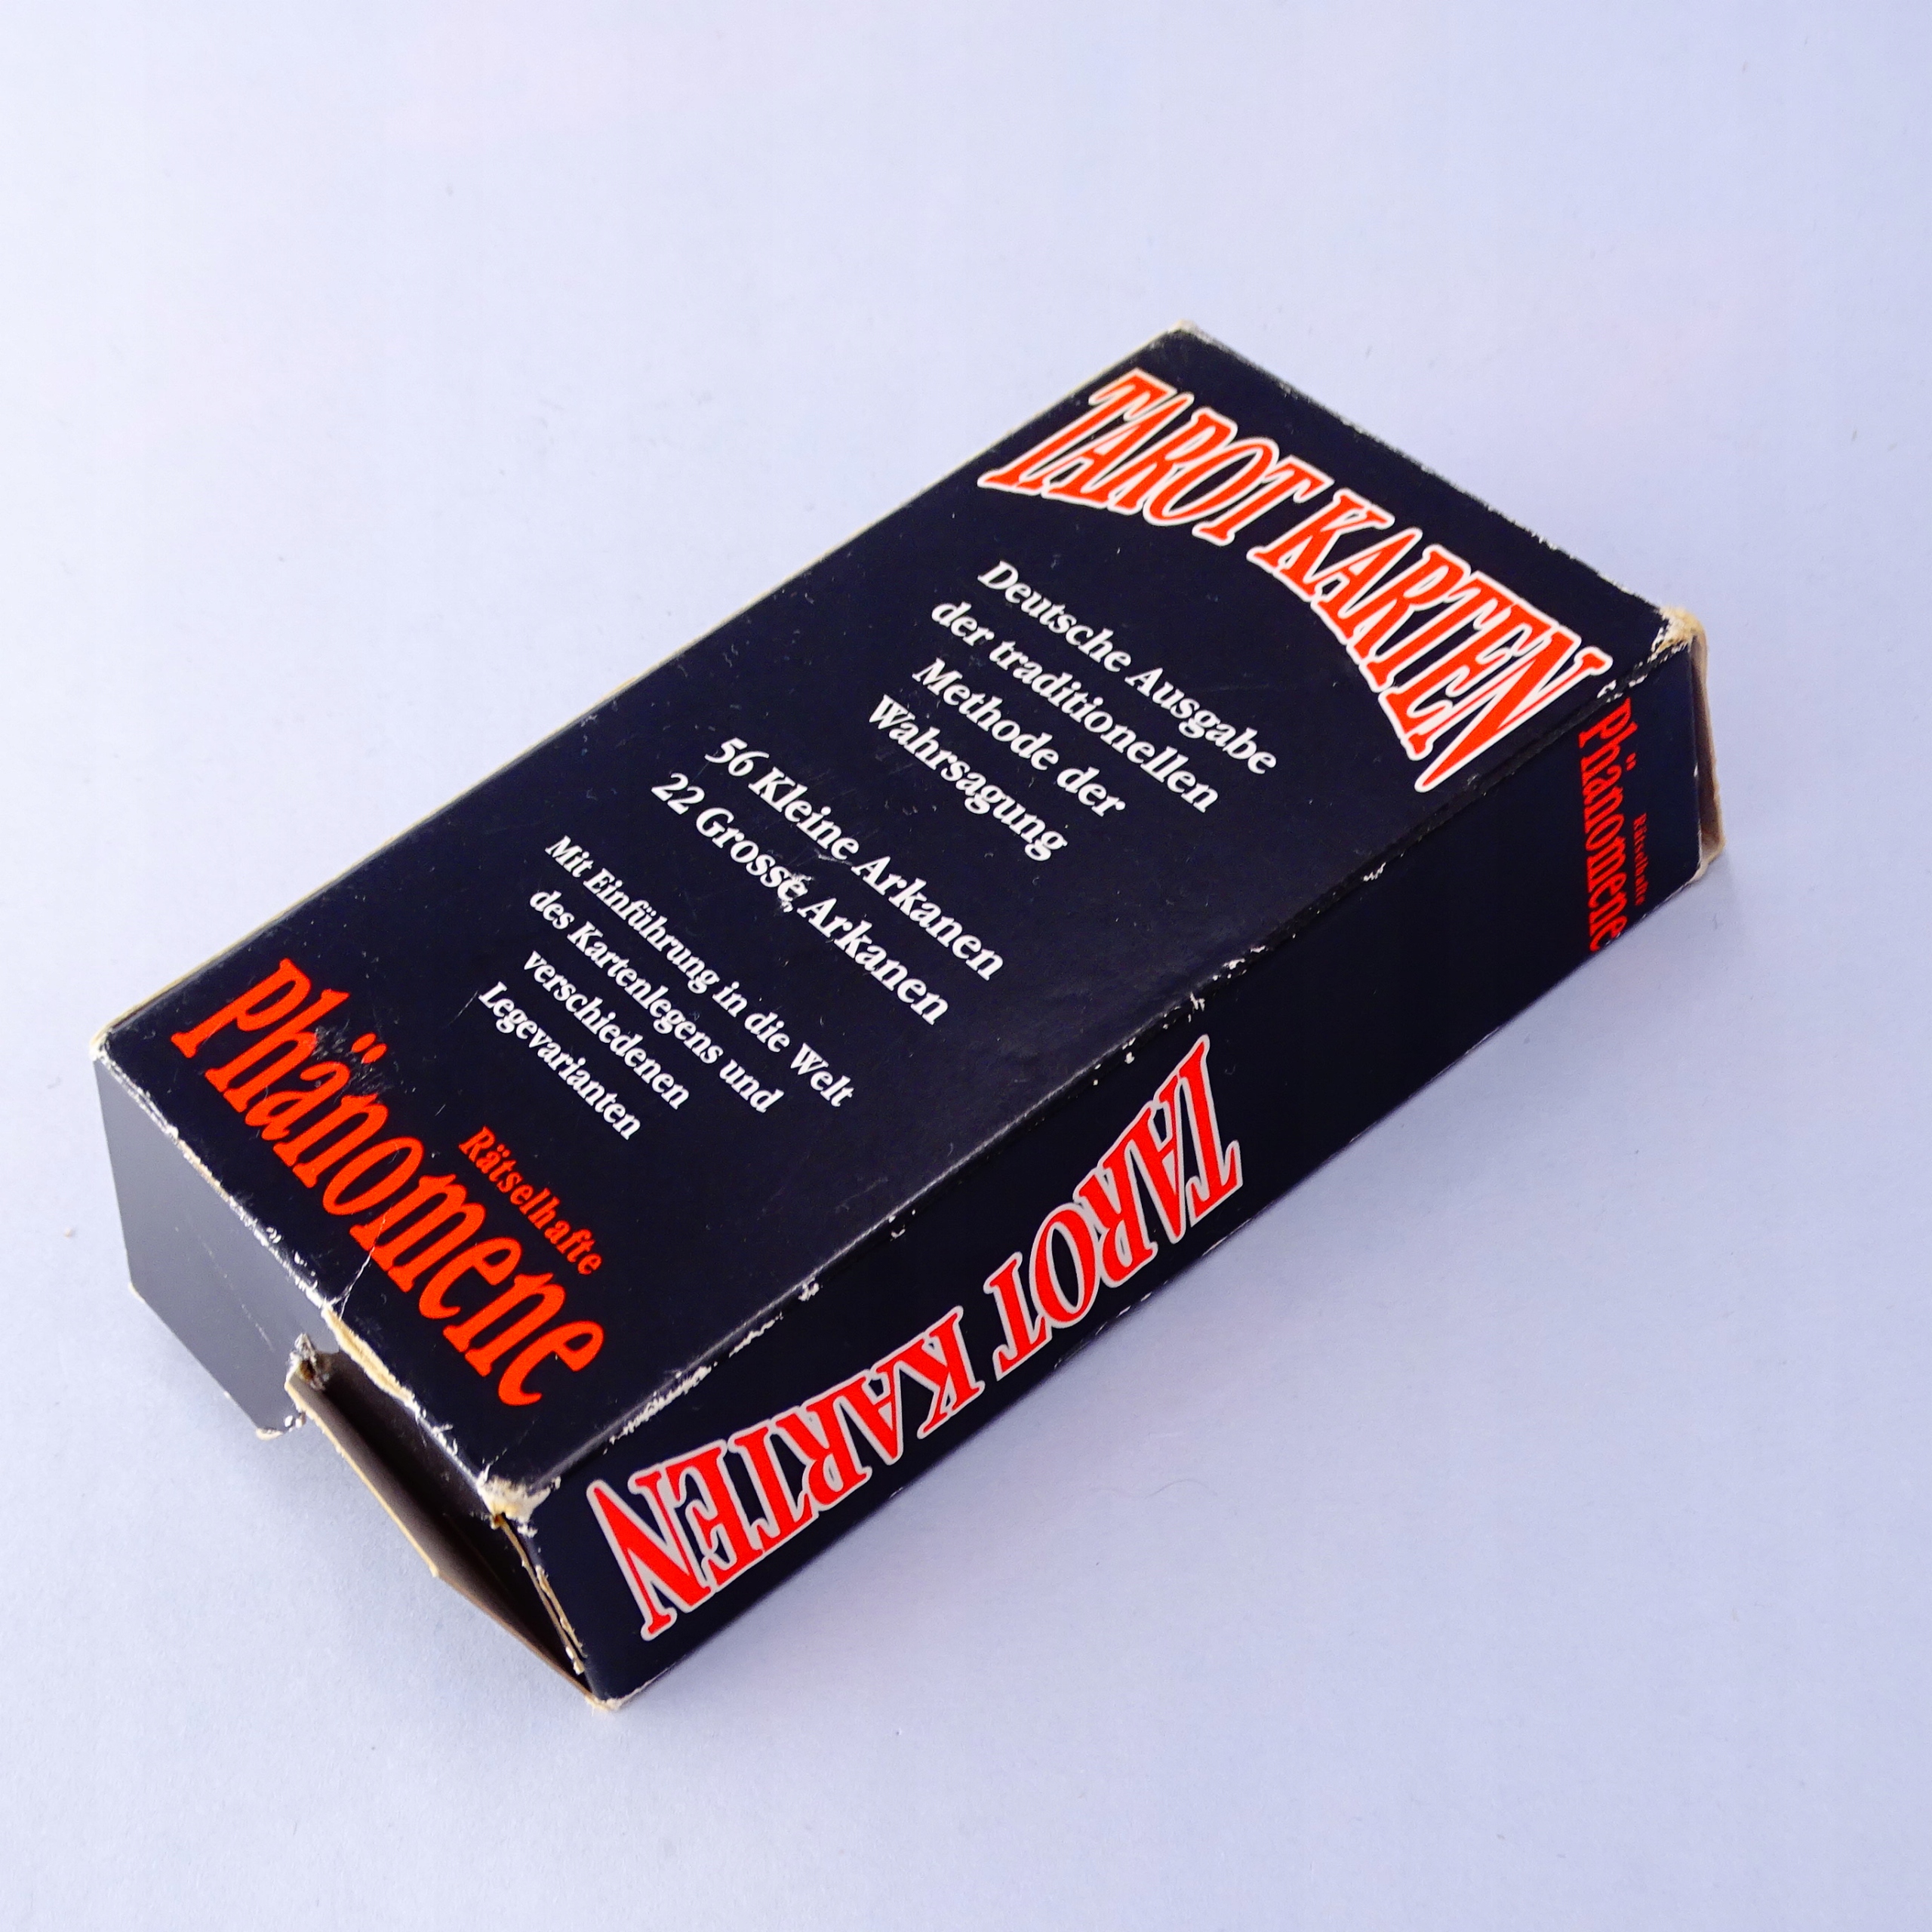 TAROT KARTEN
Deutsche Ausgabe
der traditionellen
Methode der
Wahrsagung
56 Kleine Arkanen
22 Grosse Arkanen
Mit Einführung in die Welt
des Kartenlegens und
verschiedenen
Legevarianten
Rätselhafte
Phänomene
TAROT KARTEN
Rätselhafte
Phänomene